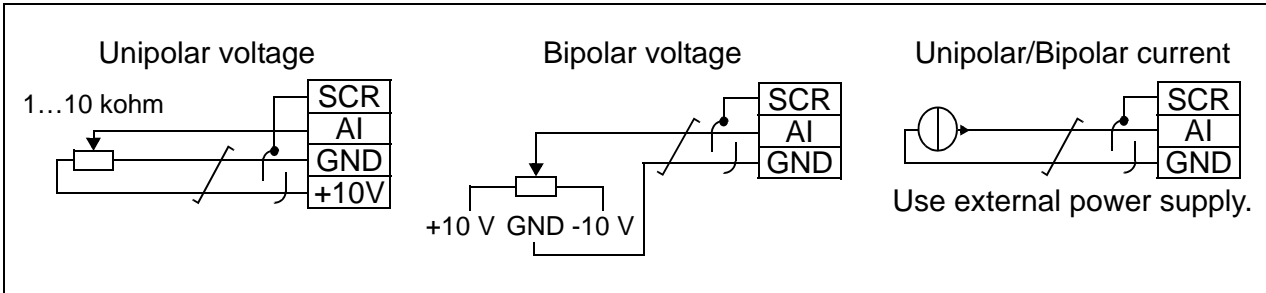 Unipolar voltage
1…10 kohm
SCR
AI
GND
+10V
Bipolar voltage
SCR
AI
GND
+10 V GND -10 V
Unipolar/Bipolar current
SCR
AI
GND
Use external power supply.